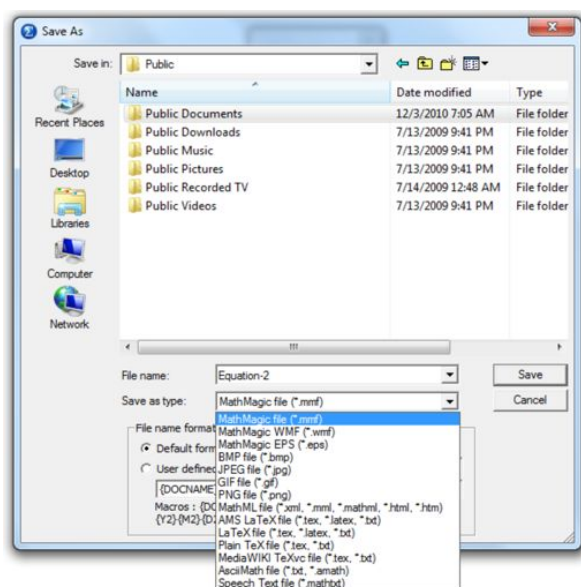 Save As
Save in: Public
Name Date modified Type
Public Documents 12/3/2010 7:05 AM File folder
Public Downloads 7/13/2009 9:41 PM File folder
Public Music 7/13/2009 9:41 PM File folder
Public Pictures 7/13/2009 9:41 PM File folder
Public Recorded TV 7/14/2009 12:48 AM File folder
Public Videos 7/13/2009 9:41 PM File folder
Recent Places
Desktop
Libraries
Computer
Network
File name: Equation-2 Save
Save as type: MathMagic file (*.mmf) Cancel
MathMagic file (*.mmf)
MathMagic WMF (*.wmf)
MathMagic EPS (*.eps)
BMP file (*.bmp)
JPEG file (*.jpg)
GIF file (*.gif)
PNG file (*.png)
MathML file (*.xml, *.mml, *.mathml, *.html, *.htm)
AMS LaTeX file (*.tex, *.latex, *.txt)
LaTeX file (*.tex, *.latex, *.txt)
Plain TeX file (*.tex, *.txt)
MediaWIKI TeXvc file (*.tex, *.txt)
AsciiMath file (*.txt, *.amath)
Speech Text file (*.mathtxt)
File name format
Default form
User define
{DOCNAME
Macros : {DO
{Y2}-{M2}-{D2